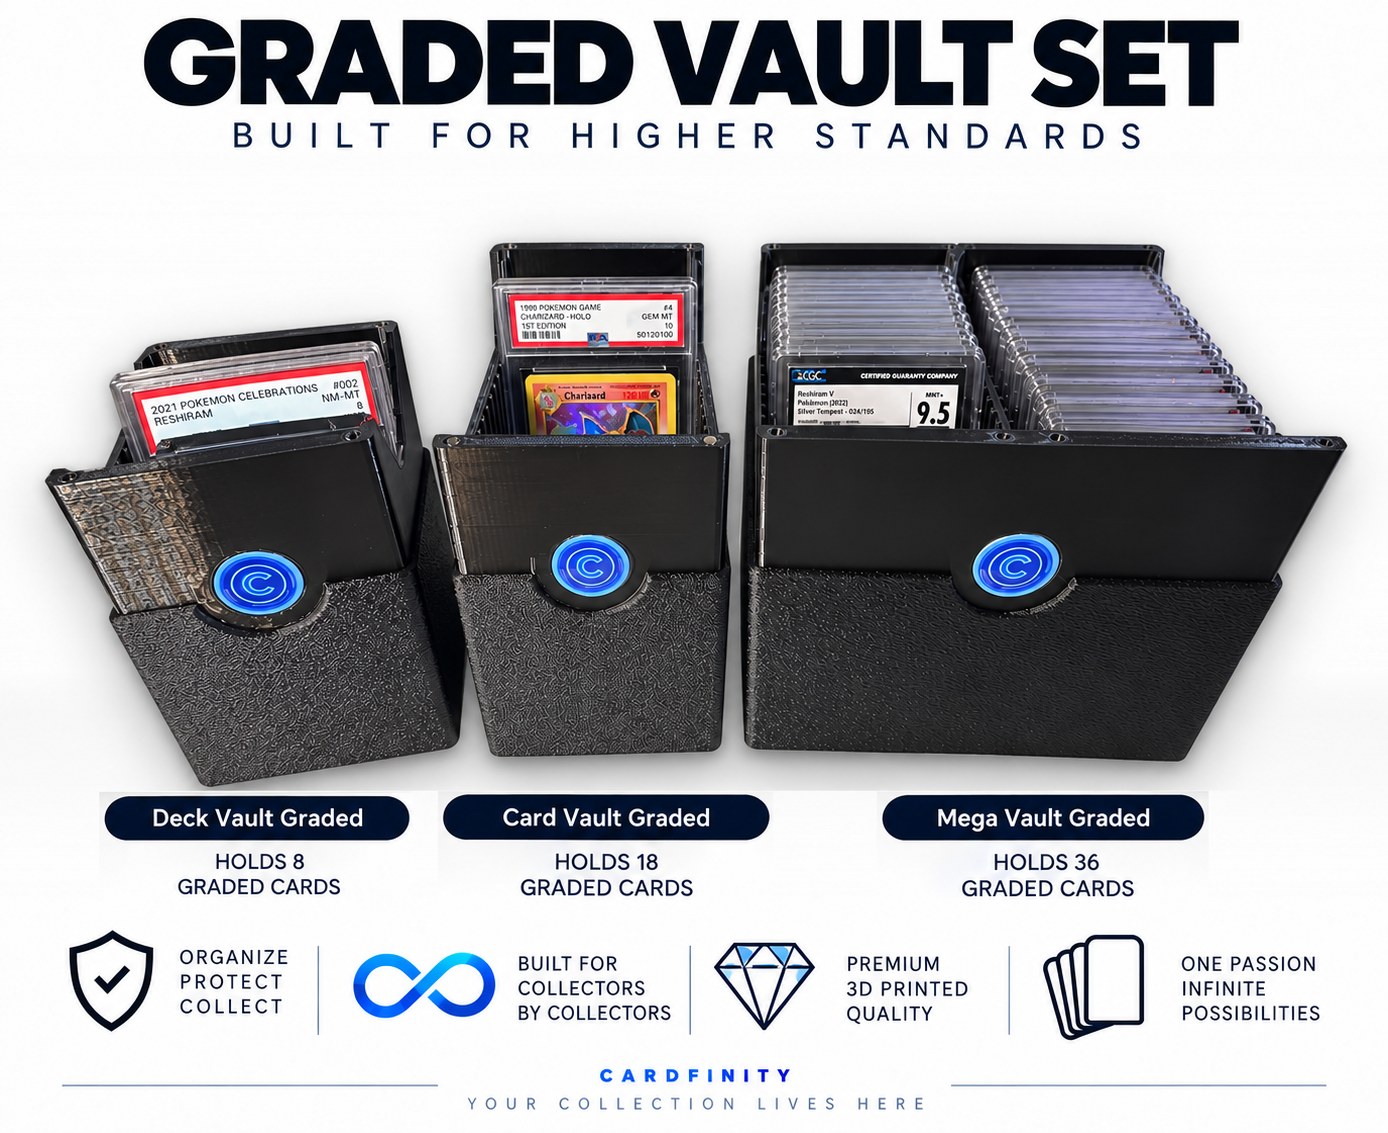 GRADED VAULT SET
BUILT FOR HIGHER STANDARDS
2021 POKEMON CELEBRATIONS #002
RESHIRAM NM-MT
8
1999 POKEMON GAME #4
CHARIZARD - HOLO GEM MT
1ST EDITION 10
50120100
CGC CERTIFIED GUARANTY COMPANY
Reshiram V MNT+
Pokémon (2022) 9.5
Silver Tempest - 024/195
C
C
C
Deck Vault Graded
HOLDS 8
GRADED CARDS
Card Vault Graded
HOLDS 18
GRADED CARDS
Mega Vault Graded
HOLDS 36
GRADED CARDS
ORGANIZE
PROTECT
COLLECT
BUILT FOR
COLLECTORS
BY COLLECTORS
PREMIUM
3D PRINTED
QUALITY
ONE PASSION
INFINITE
POSSIBILITIES
CARDFINITY
YOUR COLLECTION LIVES HERE